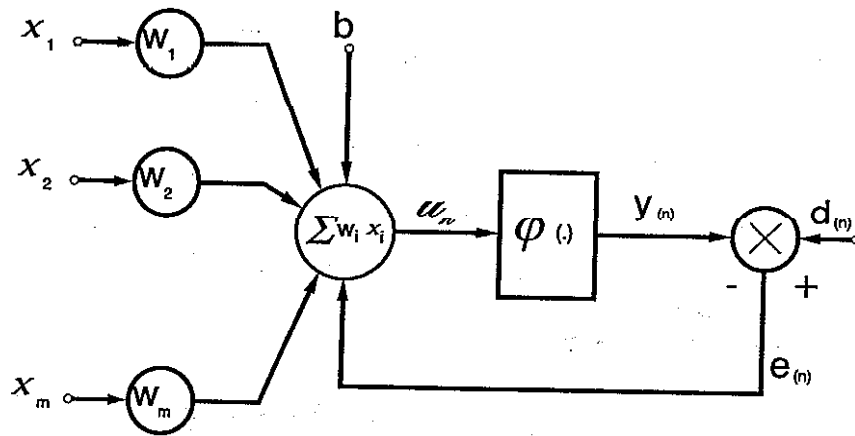 x₁ W₁ b
x₂ W₂
∑wᵢ xᵢ uₙ φ(.) y(n) d(n)
- +
xₘ Wₘ e(n)